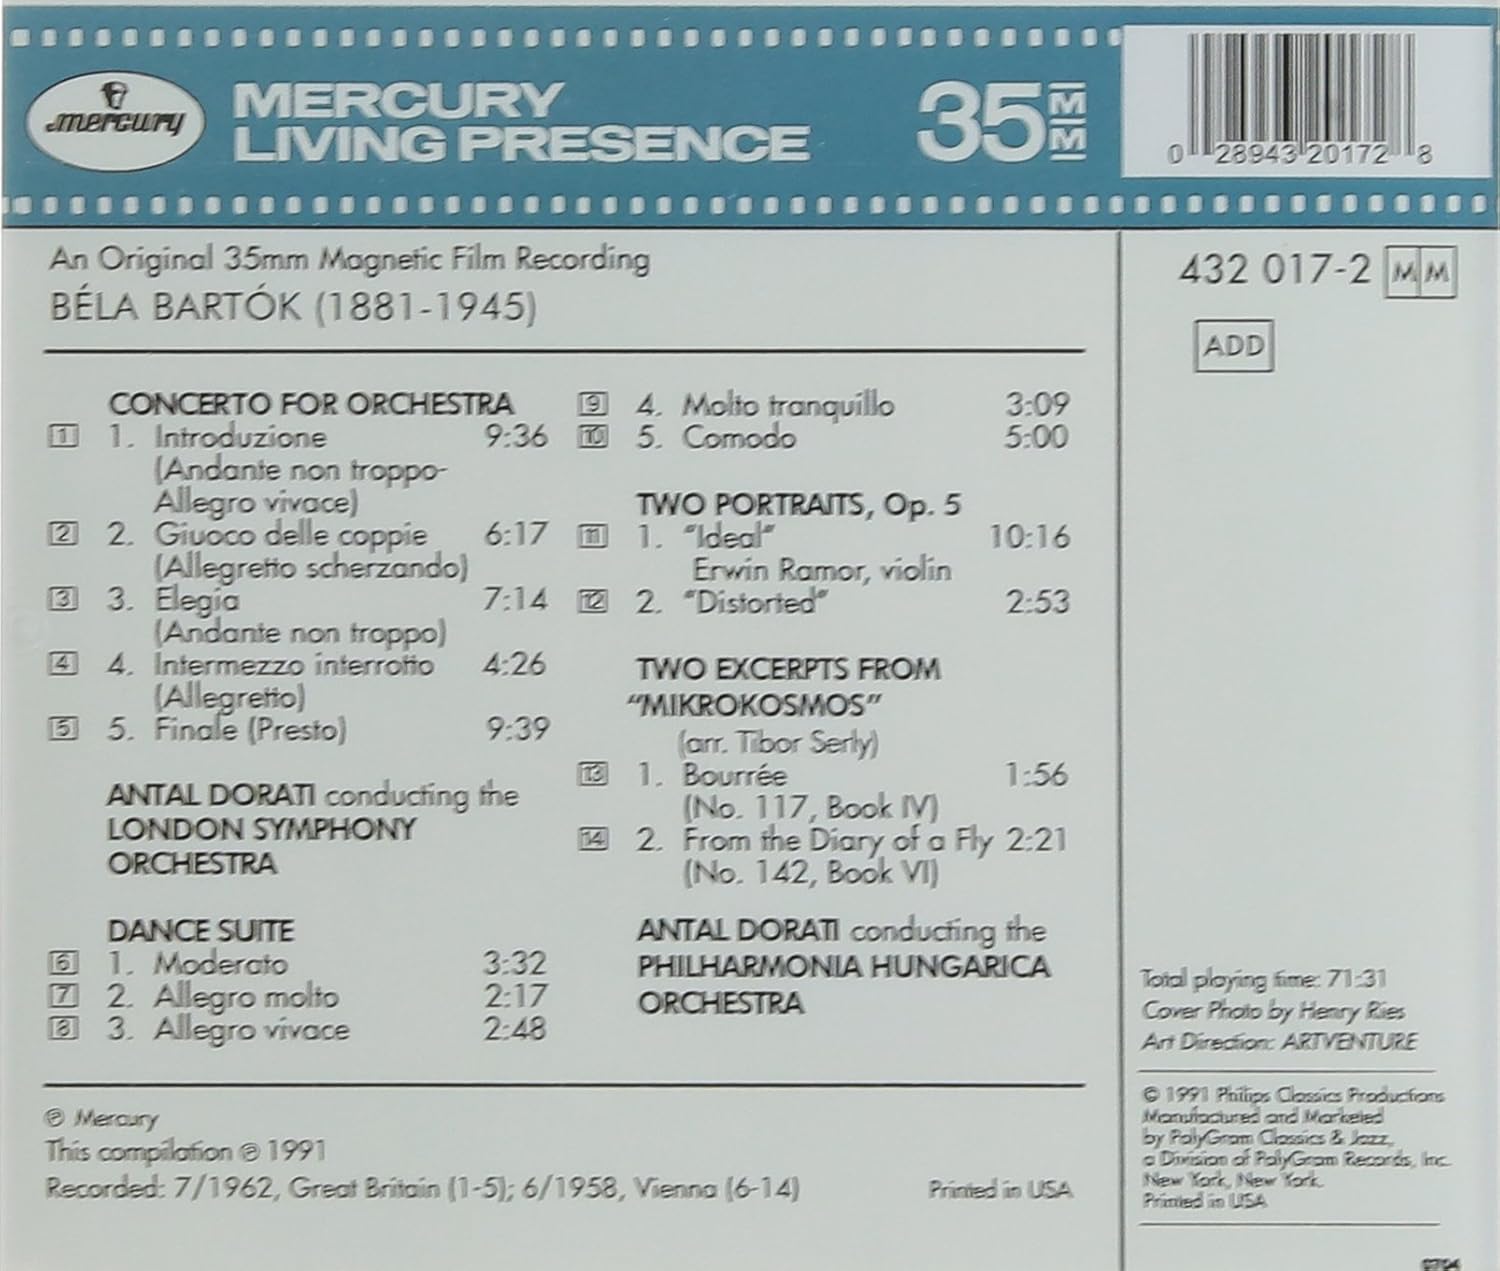 mercury
MERCURY
LIVING PRESENCE
35MM
0 28943 20172 8
An Original 35mm Magnetic Film Recording
BÉLA BARTÓK (1881-1945)
432 017-2 MM
ADD
CONCERTO FOR ORCHESTRA
1 1. Introduzione 9:36
(Andante non troppo-
Allegro vivace)
2 2. Giuoco delle coppie 6:17
(Allegretto scherzando)
3 3. Elegia 7:14
(Andante non troppo)
4 4. Intermezzo interrotto 4:26
(Allegretto)
5 5. Finale (Presto) 9:39
ANTAL DORATI conducting the
LONDON SYMPHONY
ORCHESTRA
DANCE SUITE
6 1. Moderato 3:32
7 2. Allegro molto 2:17
8 3. Allegro vivace 2:48
9 4. Molto tranquillo 3:09
10 5. Comodo 5:00
TWO PORTRAITS, Op. 5
11 1. "Ideal" 10:16
Erwin Ramor, violin
12 2. "Distorted" 2:53
TWO EXCERPTS FROM
"MIKROKOSMOS"
(arr. Tibor Serly)
13 1. Bourrée 1:56
(No. 117, Book IV)
14 2. From the Diary of a Fly 2:21
(No. 142, Book VI)
ANTAL DORATI conducting the
PHILHARMONIA HUNGARICA
ORCHESTRA
℗ Mercury
This compilation ℗ 1991
Recorded: 7/1962, Great Britain (1-5); 6/1958, Vienna (6-14)
Printed in USA
Total playing time: 71:31
Cover Photo by Henry Ries
Art Direction: ARTVENTURE
© 1991 Philips Classics Productions
Manufactured and Marketed
by PolyGram Classics & Jazz,
a Division of PolyGram Records, Inc.
New York, New York.
Printed in USA